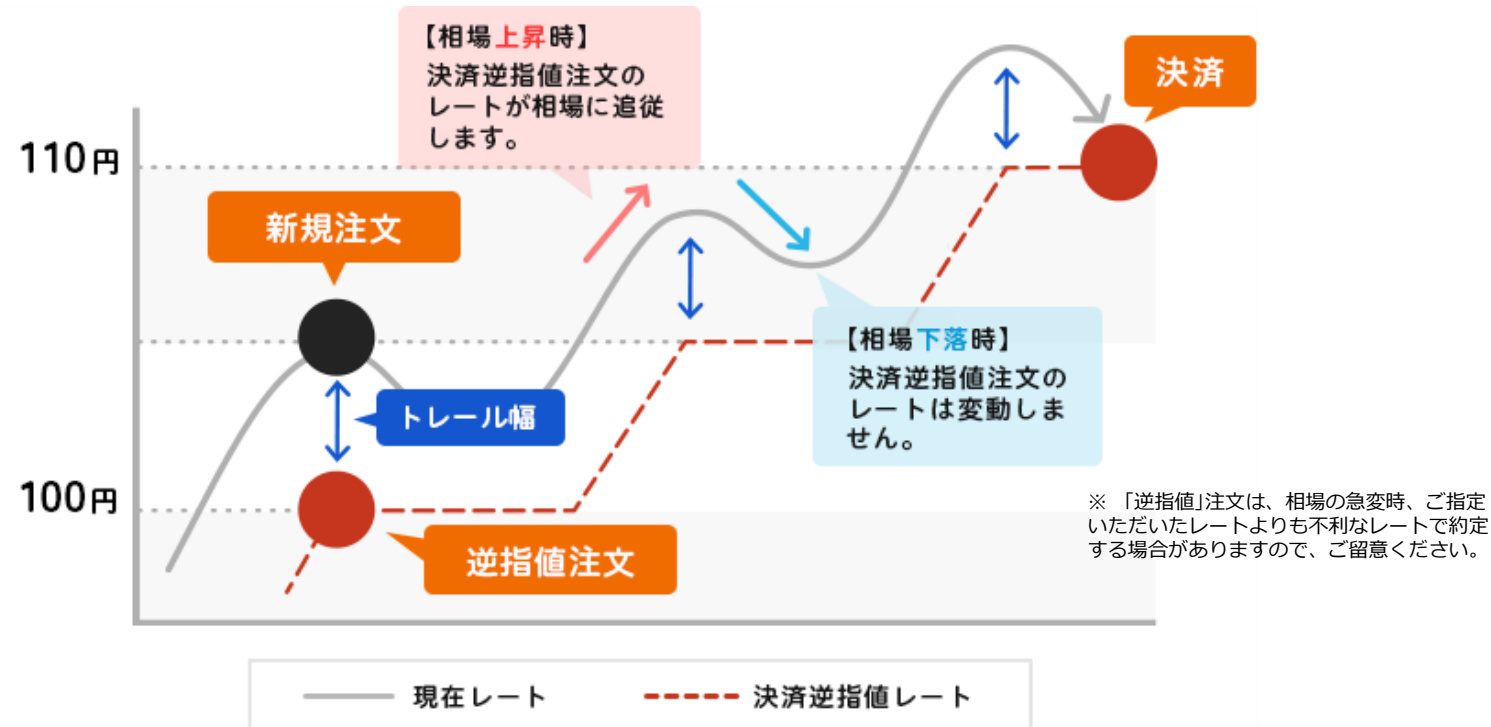 【相場上昇時】
決済逆指値注文の
レートが相場に追従
します。
決済
110円
新規注文
【相場下落時】
決済逆指値注文の
レートは変動しま
せん。
トレール幅
100円
逆指値注文
※ 「逆指値」注文は、相場の急変時、ご指定
いただいたレートよりも不利なレートで約定
する場合がありますので、ご留意ください。
現在レート
決済逆指値レート